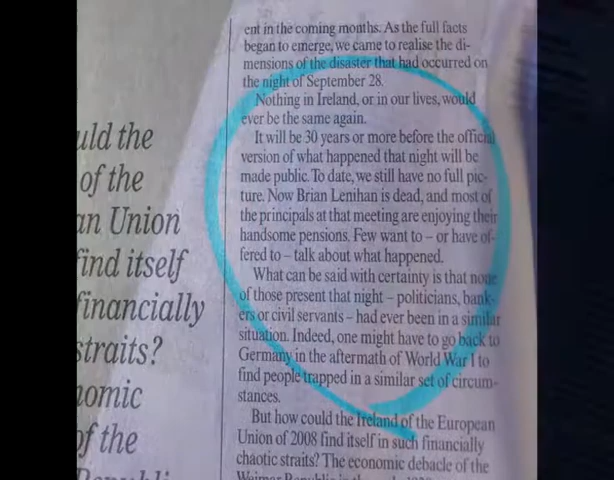 uld the
of the
an Union
find itself
financially
straits?
nomic
of the
Republi
ent in the coming months. As the full facts
began to emerge, we came to realise the di-
mensions of the disaster that had occurred on
the night of September 28.
Nothing in Ireland, or in our lives, would
ever be the same again.
It will be 30 years or more before the official
version of what happened that night will be
made public. To date, we still have no full pic-
ture. Now Brian Lenihan is dead, and most of
the principals at that meeting are enjoying their
handsome pensions. Few want to – or have of-
fered to – talk about what happened.
What can be said with certainty is that none
of those present that night – politicians, bank-
ers or civil servants – had ever been in a similar
situation. Indeed, one might have to go back to
Germany in the aftermath of World War I to
find people trapped in a similar set of circum-
stances.
But how could the Ireland of the European
Union of 2008 find itself in such financially
chaotic straits? The economic debacle of the
Weimar Republic in the